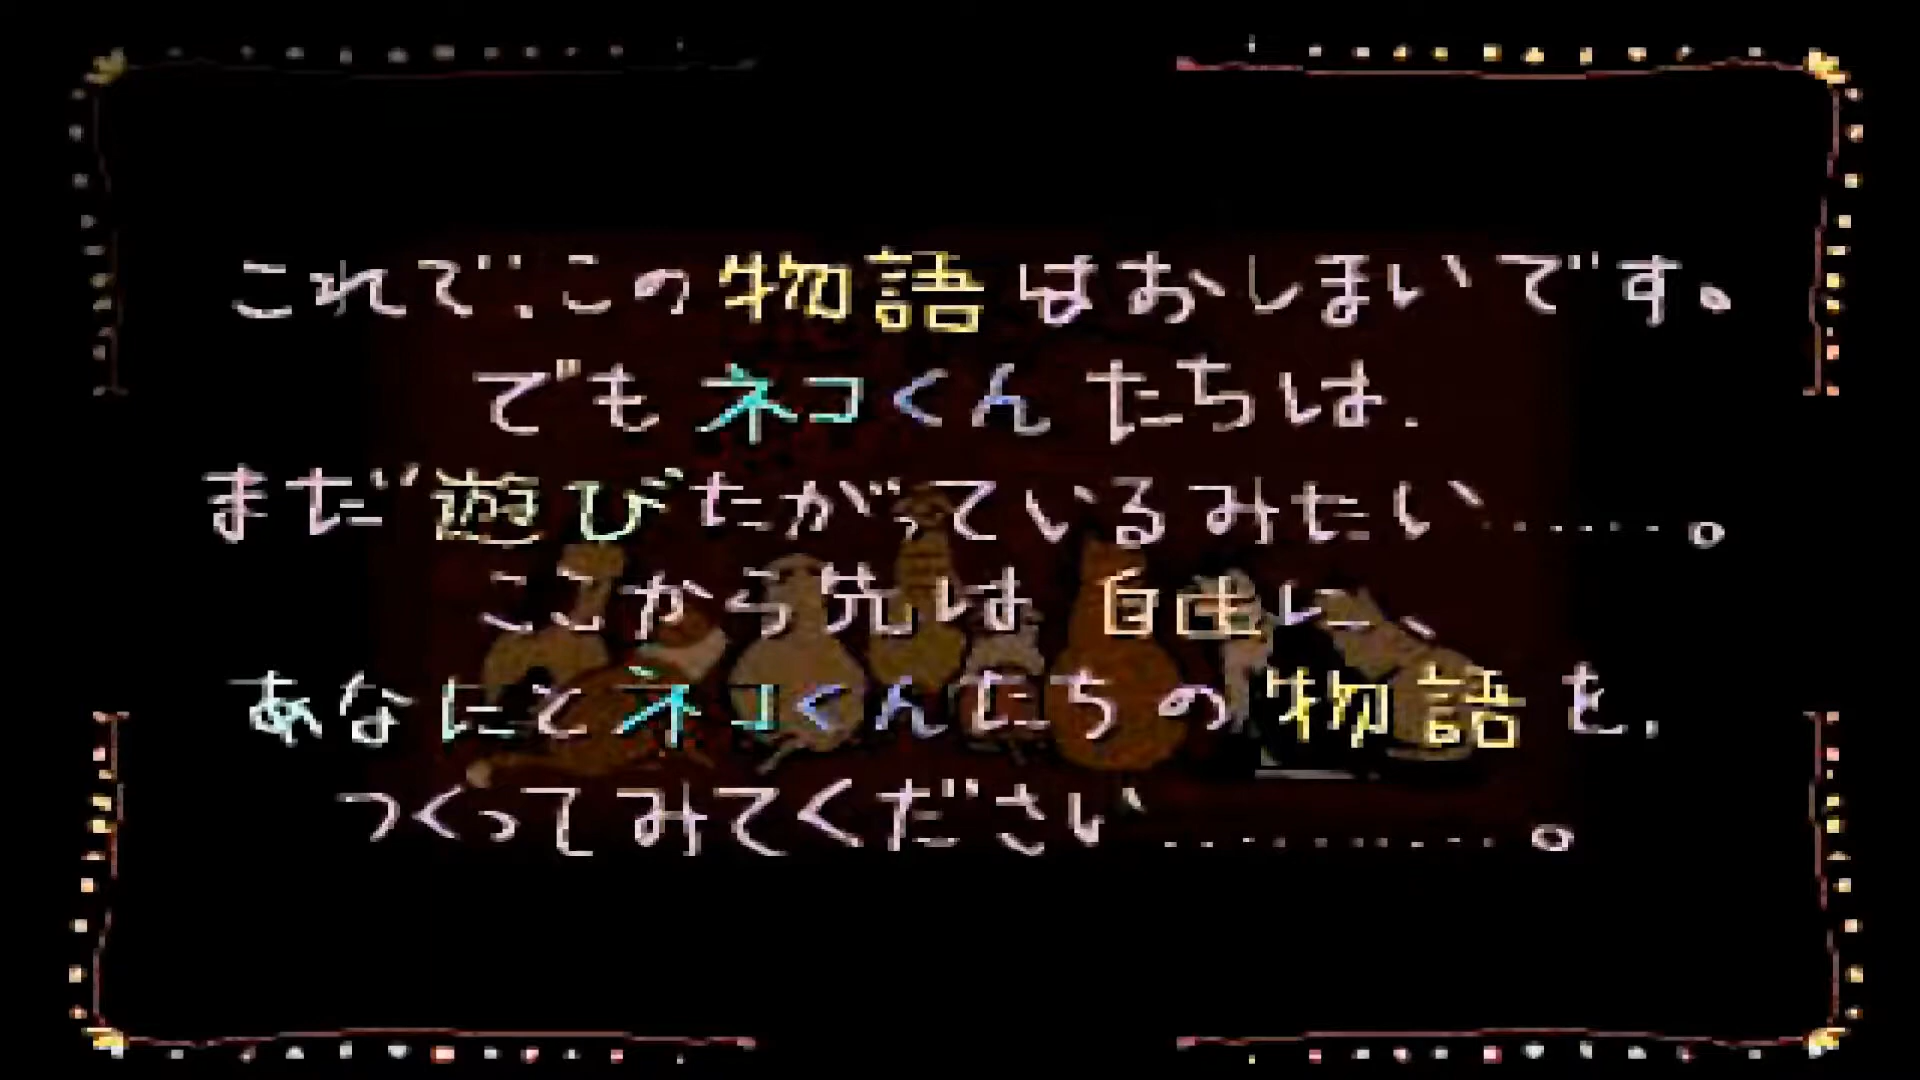 これで、この物語はおしまいです。
でもネコくんたちは、
まだ遊びたがっているみたい………。
ここから先は自由に、
あなたとネコくんたちの物語を、
つくってみてください…………。